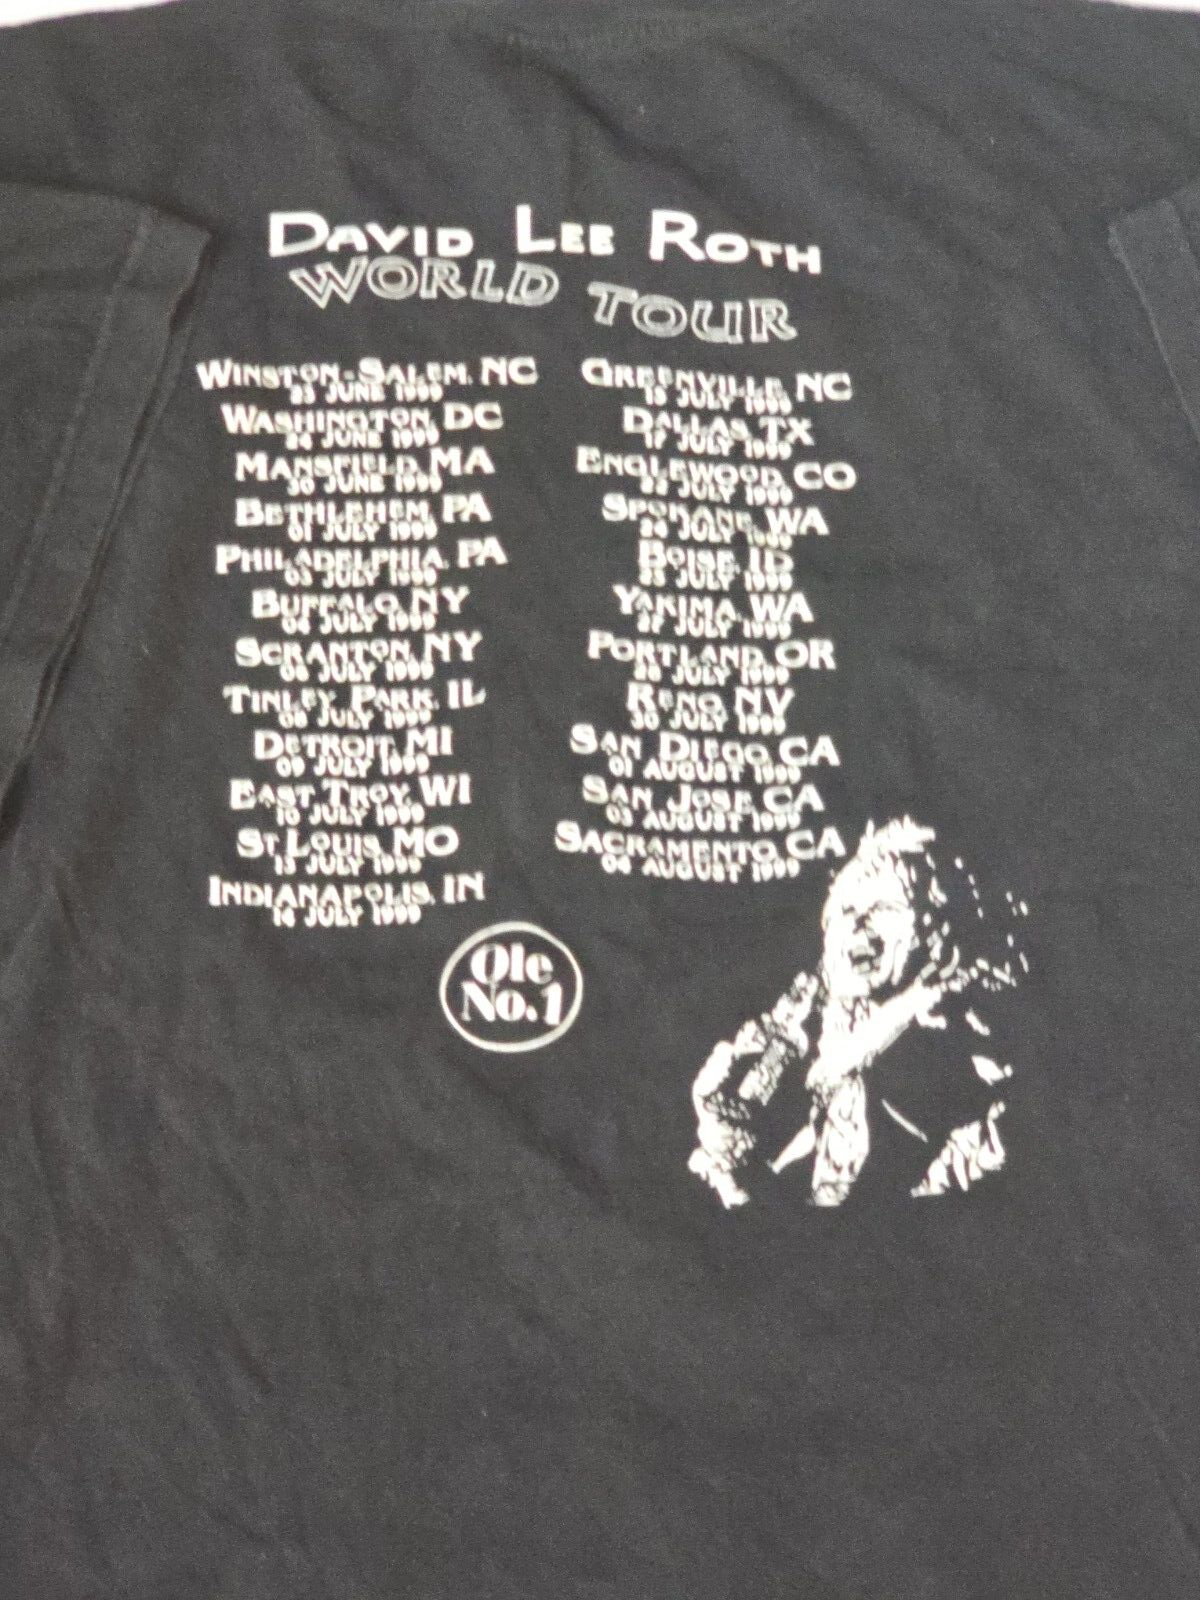 DAVID LEE ROTH
WORLD TOUR
WINSTON-SALEM, NC
23 JUNE 1999
WASHINGTON, DC
24 JUNE 1999
MANSFIELD, MA
30 JUNE 1999
BETHLEHEM, PA
01 JULY 1999
PHILADELPHIA, PA
03 JULY 1999
BUFFALO, NY
04 JULY 1999
SCRANTON, NY
JULY 1999
TINLEY PARK, IL
08 JULY 1999
DETROIT, MI
09 JULY 1999
EAST TROY, WI
10 JULY 1999
ST. LOUIS, MO
13 JULY 1999
INDIANAPOLIS, IN
14 JULY 1999
GREENVILLE, NC
JULY 1999
DALLAS, TX
17 JULY 1999
ENGLEWOOD, CO
22 JULY 1999
SPOKANE, WA
24 JULY 1999
BOISE, ID
25 JULY 1999
YAKIMA, WA
27 JULY 1999
PORTLAND, OR
28 JULY 1999
RENO, NV
30 JULY 1999
SAN DIEGO, CA
01 AUGUST 1999
SAN JOSE, CA
03 AUGUST 1999
SACRAMENTO, CA
04 AUGUST 1999
Ole
No. 1